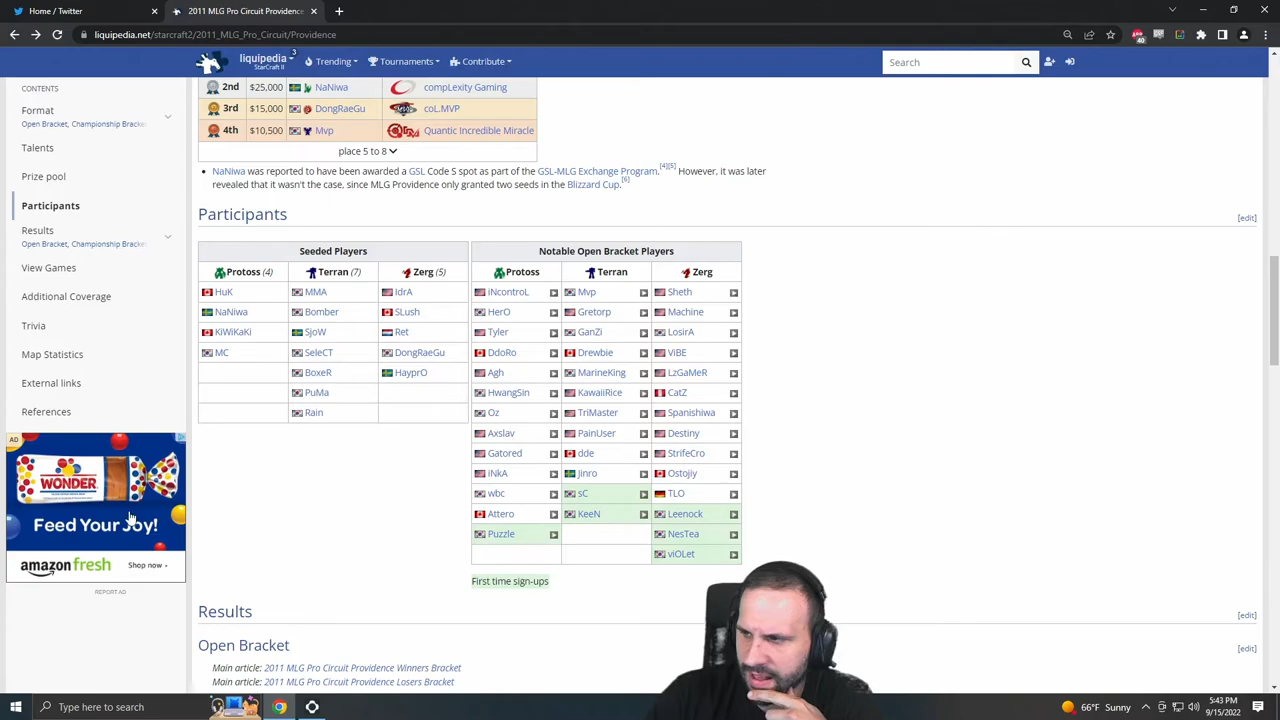 Home / Twitter
2011 MLG Pro Circuit Providence
liquipedia.net/starcraft2/2011_MLG_Pro_Circuit/Providence
40
liquipedia
StarCraft II
3
Trending
Tournaments
Contribute
Search
CONTENTS
Format
Open Bracket, Championship Bracke
Talents
Prize pool
Participants
Results
Open Bracket, Championship Bracke
View Games
Additional Coverage
Trivia
Map Statistics
External links
References
AD
WONDER
Feed Your Joy!
amazon fresh
Shop now
REPORT AD
2nd $25,000 NaNiwa compLexity Gaming
3rd $15,000 DongRaeGu coL.MVP
4th $10,500 Mvp Quantic Incredible Miracle
place 5 to 8
NaNiwa was reported to have been awarded a GSL Code S spot as part of the GSL-MLG Exchange Program.[4][5] However, it was later
revealed that it wasn't the case, since MLG Providence only granted two seeds in the Blizzard Cup.[6]
Participants [edit]
Seeded Players
Protoss (4) Terran (7) Zerg (5)
HuK MMA IdrA
NaNiwa Bomber SLush
KiWiKaKi SjoW Ret
MC SeleCT DongRaeGu
BoxeR HayprO
PuMa
Rain
Notable Open Bracket Players
Protoss Terran Zerg
iNcontroL Mvp Sheth
HerO Gretorp Machine
Tyler GanZi LosirA
DdoRo Drewbie ViBE
Agh MarineKing LzGaMeR
HwangSin KawaiiRice CatZ
Oz TriMaster Spanishiwa
Axslav PainUser Destiny
Gatored dde StrifeCro
iNkA Jinro Ostojiy
wbc sC TLO
Attero KeeN Leenock
Puzzle NesTea
viOLet
First time sign-ups
Results [edit]
Open Bracket [edit]
Main article: 2011 MLG Pro Circuit Providence Winners Bracket
Main article: 2011 MLG Pro Circuit Providence Losers Bracket
Type here to search
66°F Sunny
5:43 PM
9/15/2022